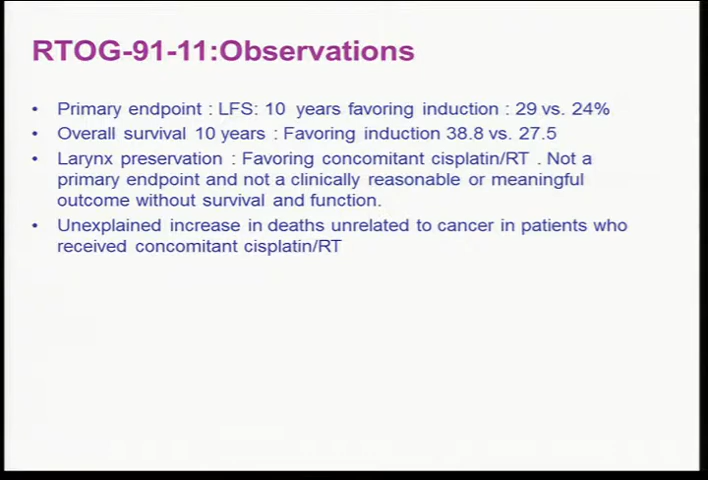 RTOG-91-11:Observations
• Primary endpoint : LFS: 10 years favoring induction : 29 vs. 24%
• Overall survival 10 years : Favoring induction 38.8 vs. 27.5
• Larynx preservation : Favoring concomitant cisplatin/RT . Not a
primary endpoint and not a clinically reasonable or meaningful
outcome without survival and function.
• Unexplained increase in deaths unrelated to cancer in patients who
received concomitant cisplatin/RT